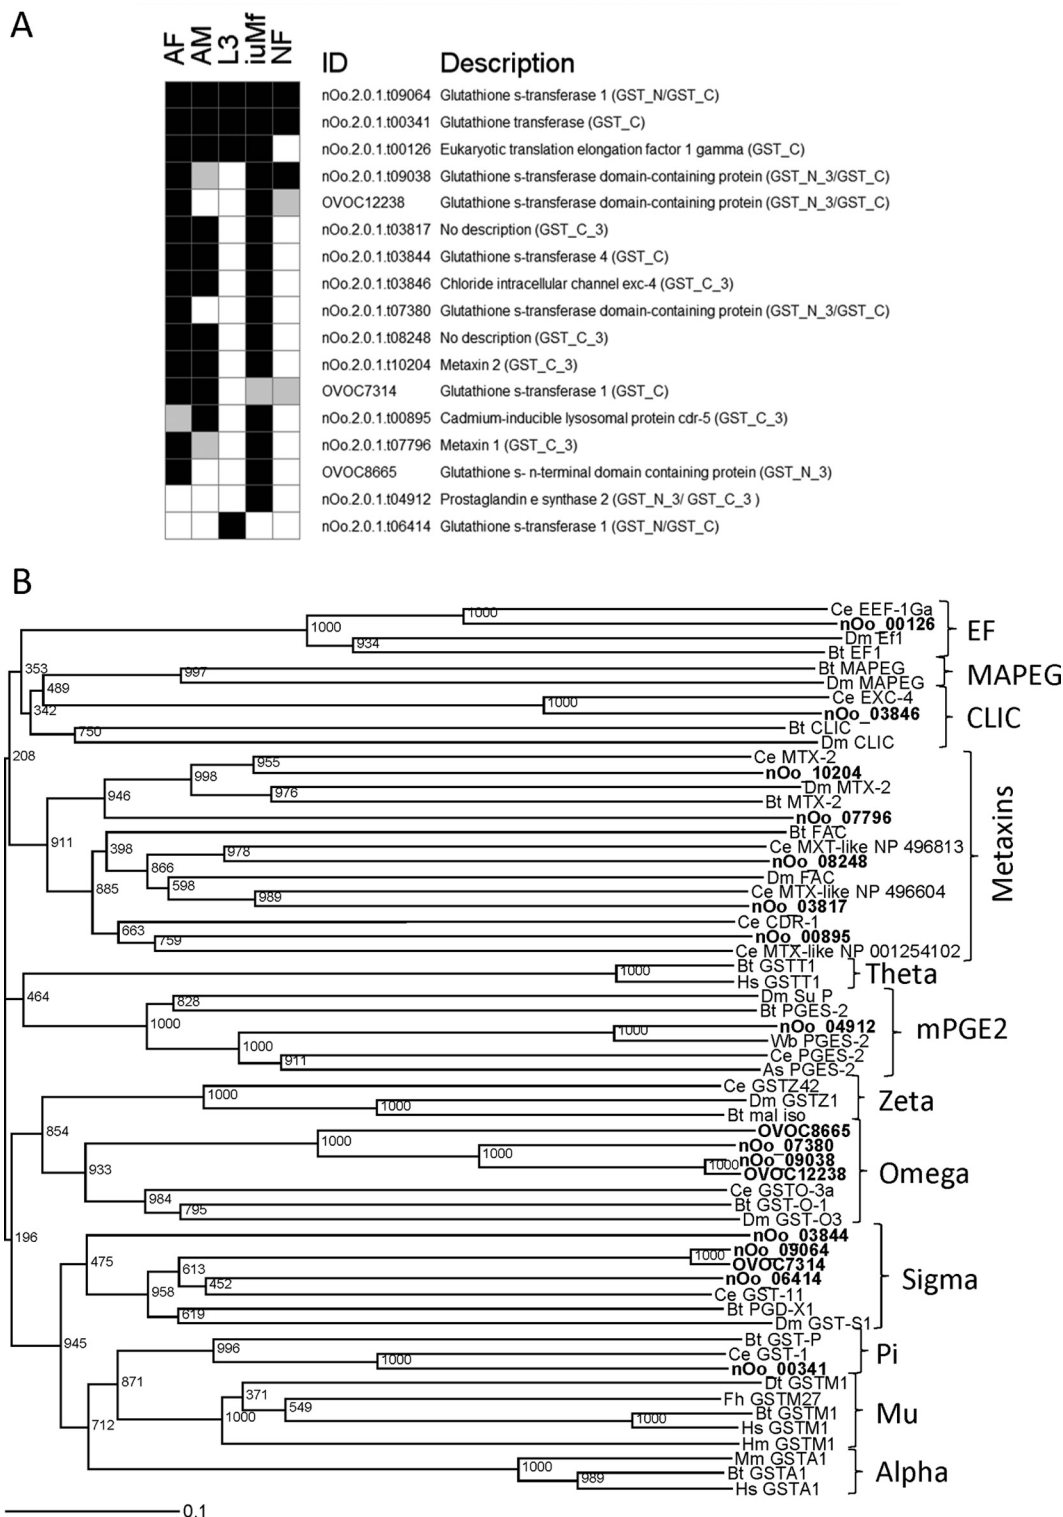 A
AF AM L3 iuMf NF
ID Description
nOo.2.0.1.t09064 Glutathione s-transferase 1 (GST_N/GST_C)
nOo.2.0.1.t00341 Glutathione transferase (GST_C)
nOo.2.0.1.t00126 Eukaryotic translation elongation factor 1 gamma (GST_C)
nOo.2.0.1.t09038 Glutathione s-transferase domain-containing protein (GST_N_3/GST_C)
OVOC12238 Glutathione s-transferase domain-containing protein (GST_N_3/GST_C)
nOo.2.0.1.t03817 No description (GST_C_3)
nOo.2.0.1.t03844 Glutathione s-transferase 4 (GST_C)
nOo.2.0.1.t03846 Chloride intracellular channel exc-4 (GST_C_3)
nOo.2.0.1.t07380 Glutathione s-transferase domain-containing protein (GST_N_3/GST_C)
nOo.2.0.1.t08248 No description (GST_C_3)
nOo.2.0.1.t10204 Metaxin 2 (GST_C_3)
OVOC7314 Glutathione s-transferase 1 (GST_C)
nOo.2.0.1.t00895 Cadmium-inducible lysosomal protein cdr-5 (GST_C_3)
nOo.2.0.1.t07796 Metaxin 1 (GST_C_3)
OVOC8665 Glutathione s- n-terminal domain containing protein (GST_N_3)
nOo.2.0.1.t04912 Prostaglandin e synthase 2 (GST_N_3/ GST_C_3 )
nOo.2.0.1.t06414 Glutathione s-transferase 1 (GST_N/GST_C)
B
1000 Ce EEF-1Ga
nOo_00126
1000
934 Dm Ef1
Bt EF1
EF
353
997 Bt MAPEG
Dm MAPEG
MAPEG
489
1000 Ce EXC-4
nOo_03846
342
750 Bt CLIC
Dm CLIC
CLIC
208
955 Ce MTX-2
nOo_10204
998
976 Dm MTX-2
Bt MTX-2
946
nOo_07796
911
Bt FAC
398
978 Ce MXT-like NP 496813
nOo_08248
866
Dm FAC
598
989 Ce MTX-like NP 496604
nOo_03817
885
Ce CDR-1
663
nOo_00895
759
Ce MTX-like NP 001254102
Metaxins
1000 Bt GSTT1
Hs GSTT1
Theta
464
828 Dm Su P
Bt PGES-2
1000
1000 nOo_04912
Wb PGES-2
1000
911 Ce PGES-2
As PGES-2
mPGE2
1000 Ce GSTZ42
1000 Dm GSTZ1
Bt mal iso
Zeta
854
OVOC8665
1000
nOo_07380
1000
1000 nOo_09038
OVOC12238
933
Ce GSTO-3a
984
795 Bt GST-O-1
Dm GST-O3
Omega
196
nOo_03844
475
1000 nOo_09064
OVOC7314
613
452 nOo_06414
Ce GST-11
958
619 Bt PGD-X1
Dm GST-S1
Sigma
945
996 Bt GST-P
1000 Ce GST-1
nOo_00341
Pi
871
371 Dt GSTM1
549 Fh GSTM27
1000 Bt GSTM1
Hs GSTM1
1000
Hm GSTM1
Mu
712
1000 Mm GSTA1
989 Bt GSTA1
Hs GSTA1
Alpha
0.1